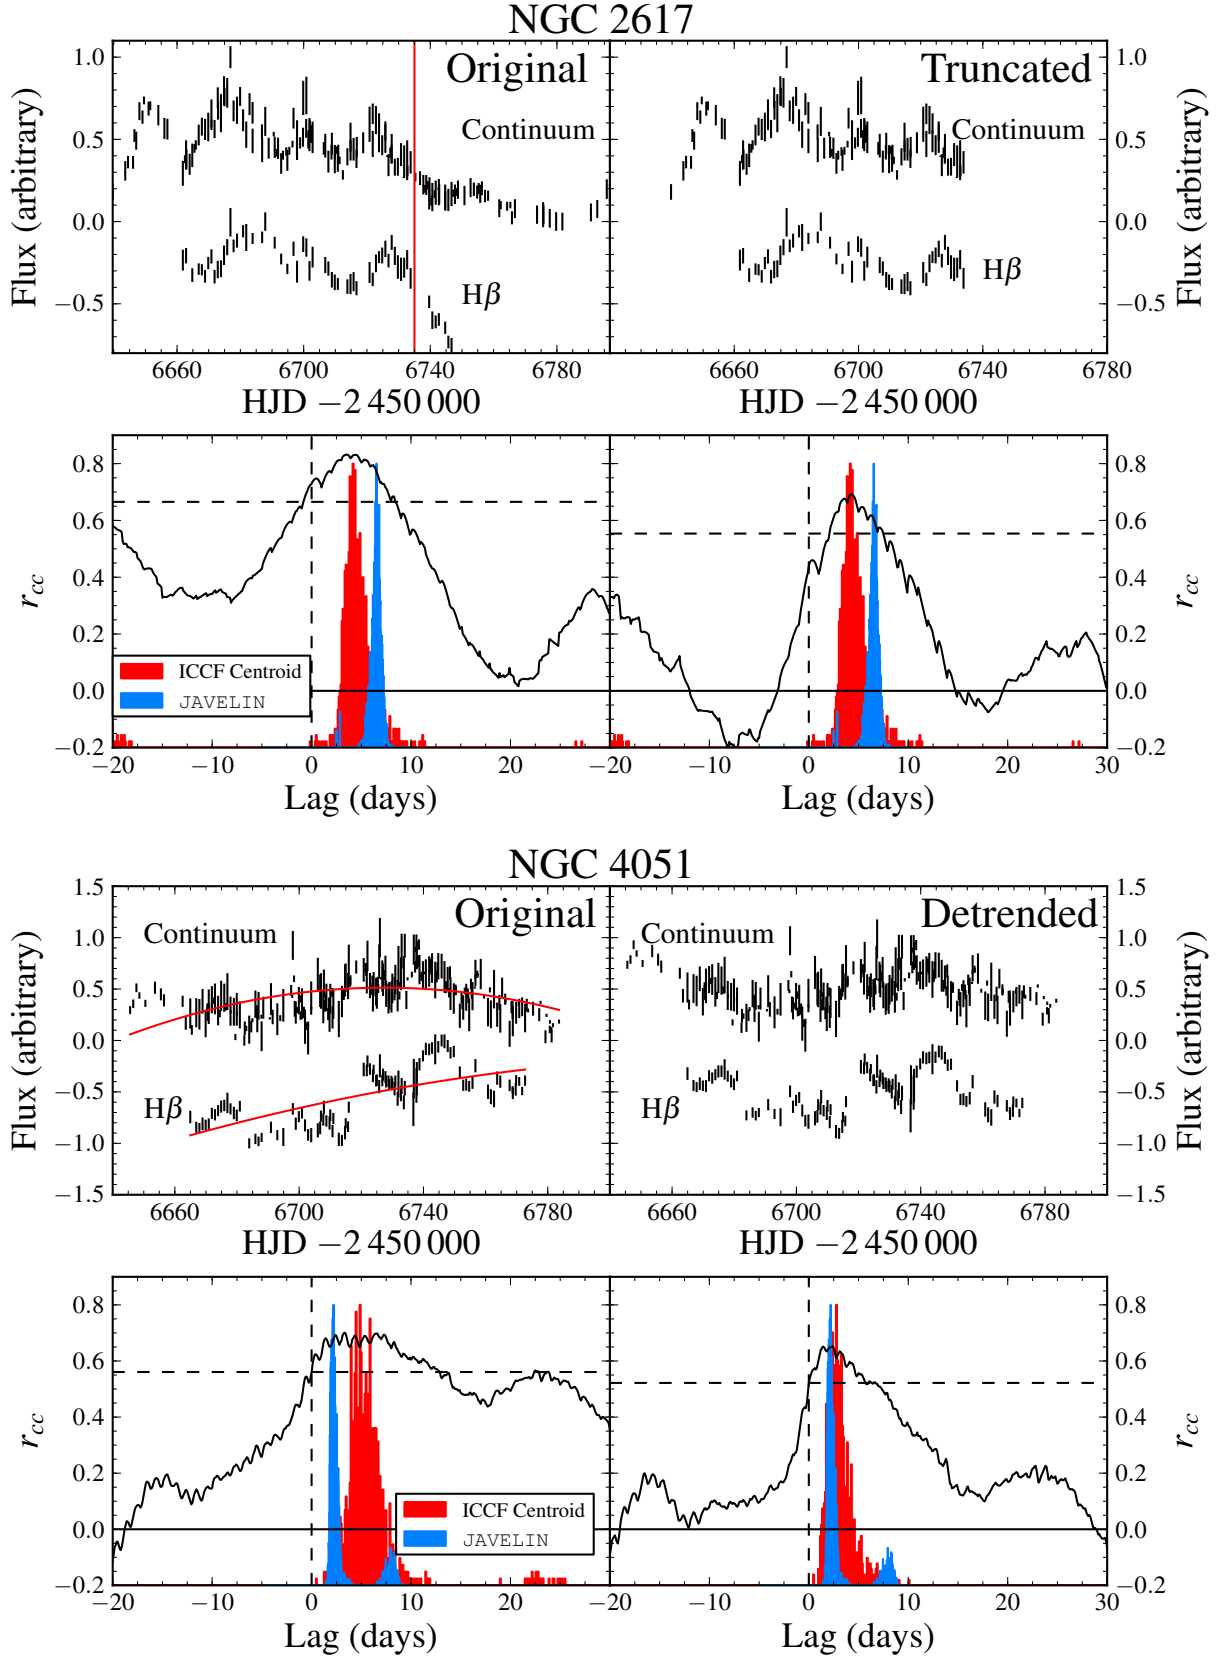 NGC 2617
Original
Truncated
Continuum
Continuum
Hβ
Hβ
Flux (arbitrary)
1.0
0.5
0.0
−0.5
Flux (arbitrary)
1.0
0.5
0.0
−0.5
6660 6700 6740 6780
6660 6700 6740 6780
HJD −2 450 000
HJD −2 450 000
r_cc
0.8
0.6
0.4
0.2
0.0
−0.2
ICCF Centroid
JAVELIN
r_cc
0.8
0.6
0.4
0.2
0.0
−0.2
−20 −10 0 10 20
−20 −10 0 10 20 30
Lag (days)
Lag (days)
NGC 4051
Original
Detrended
Continuum
Continuum
Hβ
Hβ
Flux (arbitrary)
1.5
1.0
0.5
0.0
−0.5
−1.0
−1.5
Flux (arbitrary)
1.5
1.0
0.5
0.0
−0.5
−1.0
−1.5
6660 6700 6740 6780
6660 6700 6740 6780
HJD −2 450 000
HJD −2 450 000
r_cc
0.8
0.6
0.4
0.2
0.0
−0.2
ICCF Centroid
JAVELIN
r_cc
0.8
0.6
0.4
0.2
0.0
−0.2
−20 −10 0 10 20
−20 −10 0 10 20 30
Lag (days)
Lag (days)